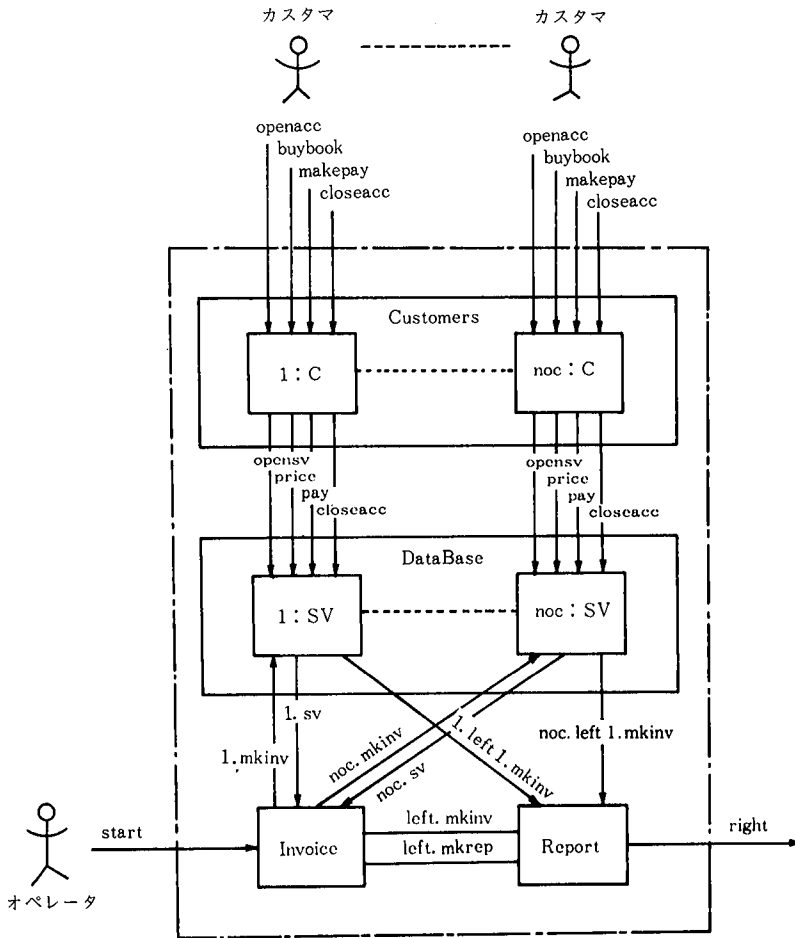 カスタマ カスタマ
openacc openacc
buybook buybook
makepay makepay
closeacc closeacc
Customers
1：C noc：C
opensv opensv
price price
pay pay
closeacc closeacc
DataBase
1：SV noc：SV
1. sv
1. mkinv
noc. mkinv
noc. sv
1. left 1. mkinv
noc. left 1. mkinv
start
left. mkinv
left. mkrep
Invoice
Report
right
オペレータ